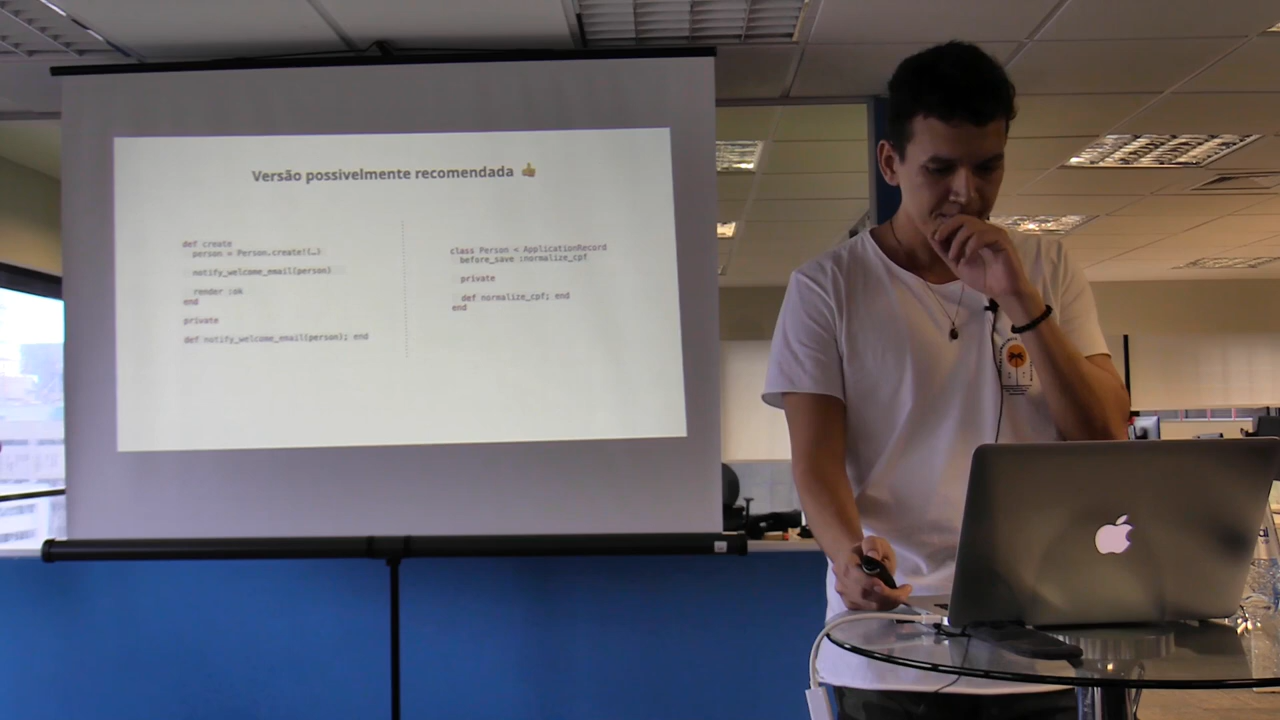 Versão possivelmente recomendada 👍
def create
person = Person.create!(…)
notify_welcome_email(person)
render :ok
end
private
def notify_welcome_email(person); end
class Person < ApplicationRecord
before_save :normalize_cpf
private
def normalize_cpf; end
end